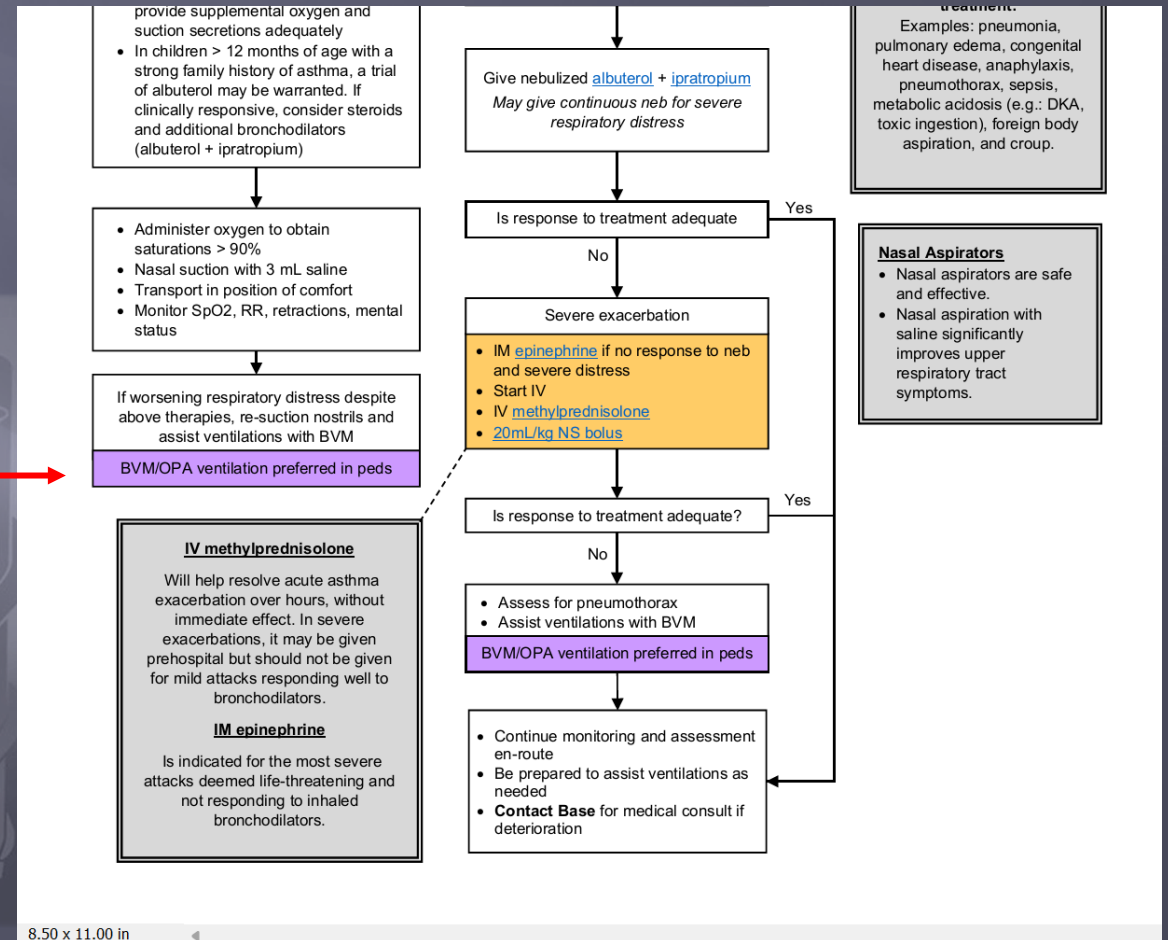 provide supplemental oxygen and
suction secretions adequately
• In children > 12 months of age with a
strong family history of asthma, a trial
of albuterol may be warranted. If
clinically responsive, consider steroids
and additional bronchodilators
(albuterol + ipratropium)
• Administer oxygen to obtain
saturations > 90%
• Nasal suction with 3 mL saline
• Transport in position of comfort
• Monitor SpO2, RR, retractions, mental
status
If worsening respiratory distress despite
above therapies, re-suction nostrils and
assist ventilations with BVM
BVM/OPA ventilation preferred in peds
IV methylprednisolone
Will help resolve acute asthma
exacerbation over hours, without
immediate effect. In severe
exacerbations, it may be given
prehospital but should not be given
for mild attacks responding well to
bronchodilators.
IM epinephrine
Is indicated for the most severe
attacks deemed life-threatening and
not responding to inhaled
bronchodilators.
Give nebulized albuterol + ipratropium
May give continuous neb for severe
respiratory distress
Is response to treatment adequate
Yes
No
Severe exacerbation
• IM epinephrine if no response to neb
and severe distress
• Start IV
• IV methylprednisolone
• 20mL/kg NS bolus
Is response to treatment adequate?
Yes
No
• Assess for pneumothorax
• Assist ventilations with BVM
BVM/OPA ventilation preferred in peds
• Continue monitoring and assessment
en-route
• Be prepared to assist ventilations as
needed
• Contact Base for medical consult if
deterioration
treatment.
Examples: pneumonia,
pulmonary edema, congenital
heart disease, anaphylaxis,
pneumothorax, sepsis,
metabolic acidosis (e.g.: DKA,
toxic ingestion), foreign body
aspiration, and croup.
Nasal Aspirators
• Nasal aspirators are safe
and effective.
• Nasal aspiration with
saline significantly
improves upper
respiratory tract
symptoms.
8.50 x 11.00 in